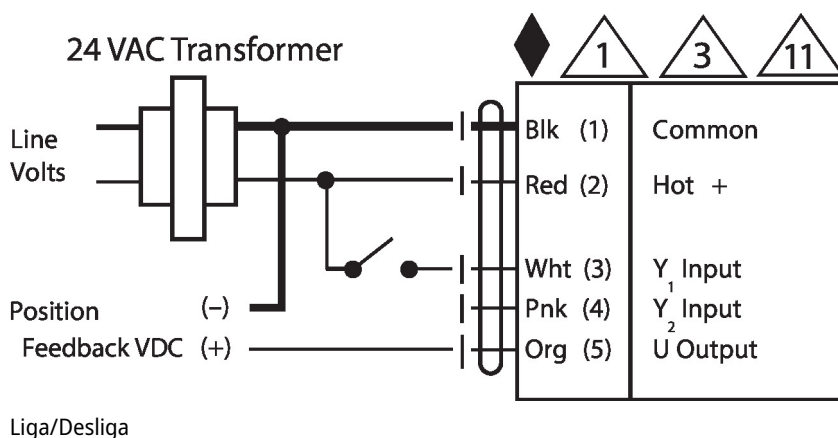 24 VAC Transformer
1
3
11
Line
Volts
Blk (1) Common
Red (2) Hot +
Wht (3) Y1 Input
Pnk (4) Y2 Input
Position (–)
Feedback VDC (+)
Org (5) U Output
Liga/Desliga